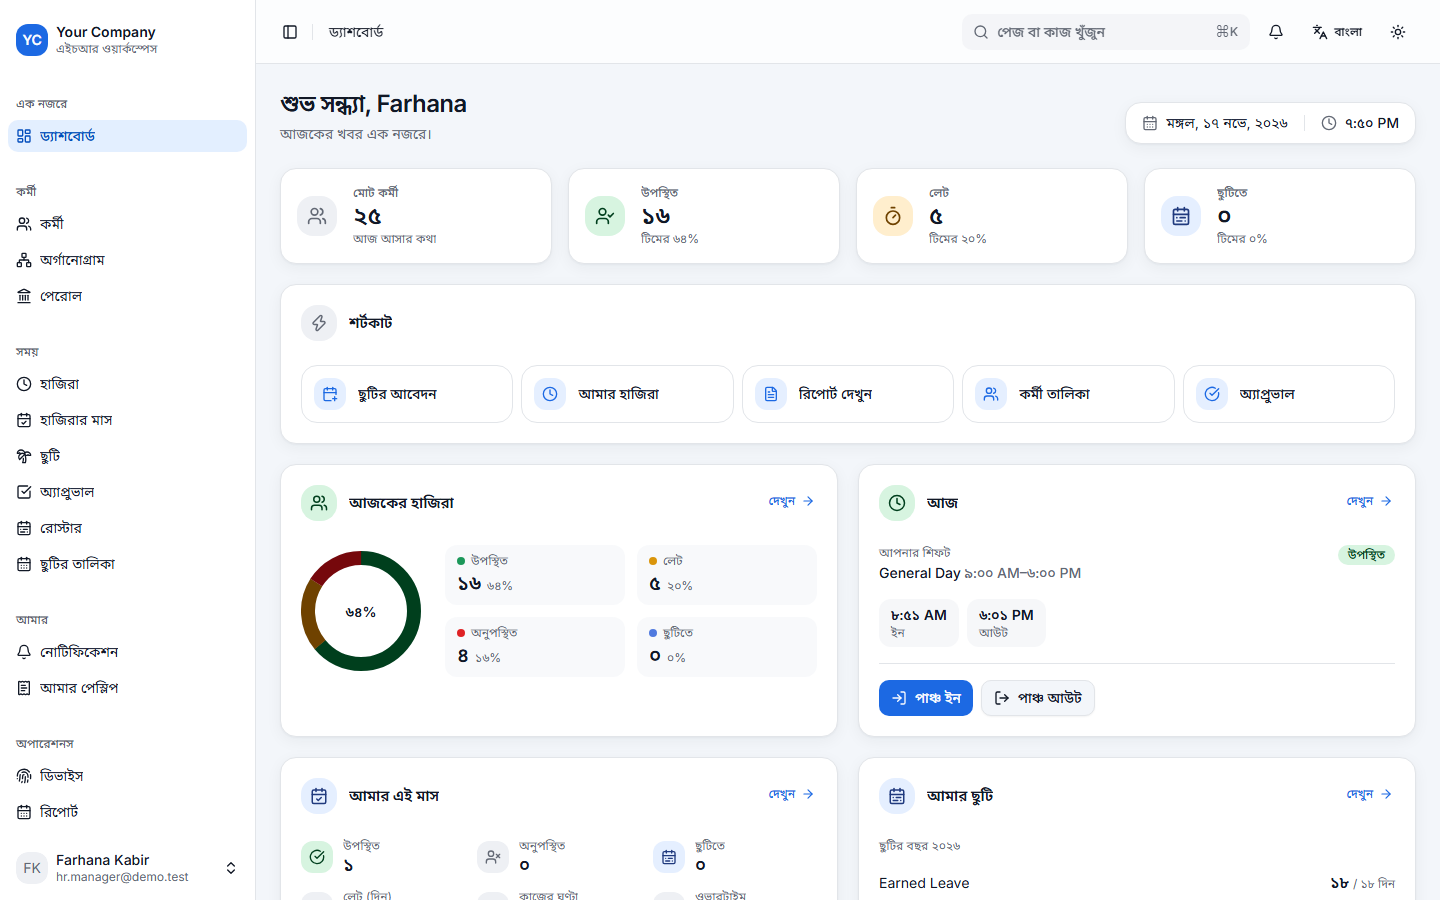 YC
Your Company
এইচআর ওয়ার্কস্পেস
এক নজরে
ড্যাশবোর্ড
কর্মী
কর্মী
অর্গানোগ্রাম
পেরোল
সময়
হাজিরা
হাজিরার মাস
ছুটি
অ্যাপ্রুভাল
রোস্টার
ছুটির তালিকা
আমার
নোটিফিকেশন
আমার পেস্লিপ
অপারেশনস
ডিভাইস
রিপোর্ট
FK
Farhana Kabir
hr.manager@demo.test
ড্যাশবোর্ড
পেজ বা কাজ খুঁজুন ⌘K
বাংলা
শুভ সন্ধ্যা, Farhana
আজকের খবর এক নজরে।
মঙ্গল, ১৭ নভে, ২০২৬ ৭:৫০ PM
মোট কর্মী
২৫
আজ আসার কথা
উপস্থিত
১৬
টিমের ৬৪%
লেট
৫
টিমের ২০%
ছুটিতে
০
টিমের ০%
শর্টকাট
ছুটির আবেদন
আমার হাজিরা
রিপোর্ট দেখুন
কর্মী তালিকা
অ্যাপ্রুভাল
আজকের হাজিরা
দেখুন
৬৪%
উপস্থিত
১৬ ৬৪%
লেট
৫ ২০%
অনুপস্থিত
৪ ১৬%
ছুটিতে
০ ০%
আজ
দেখুন
আপনার শিফট
উপস্থিত
General Day ৯:০০ AM–৬:০০ PM
৮:৫১ AM
ইন
৬:০১ PM
আউট
পাঞ্চ ইন
পাঞ্চ আউট
আমার এই মাস
দেখুন
উপস্থিত
১
অনুপস্থিত
০
ছুটিতে
০
লেট (দিন)
কাজের ঘণ্টা
ওভারটাইম
আমার ছুটি
দেখুন
ছুটির বছর ২০২৬
Earned Leave
১৮ / ১৮ দিন